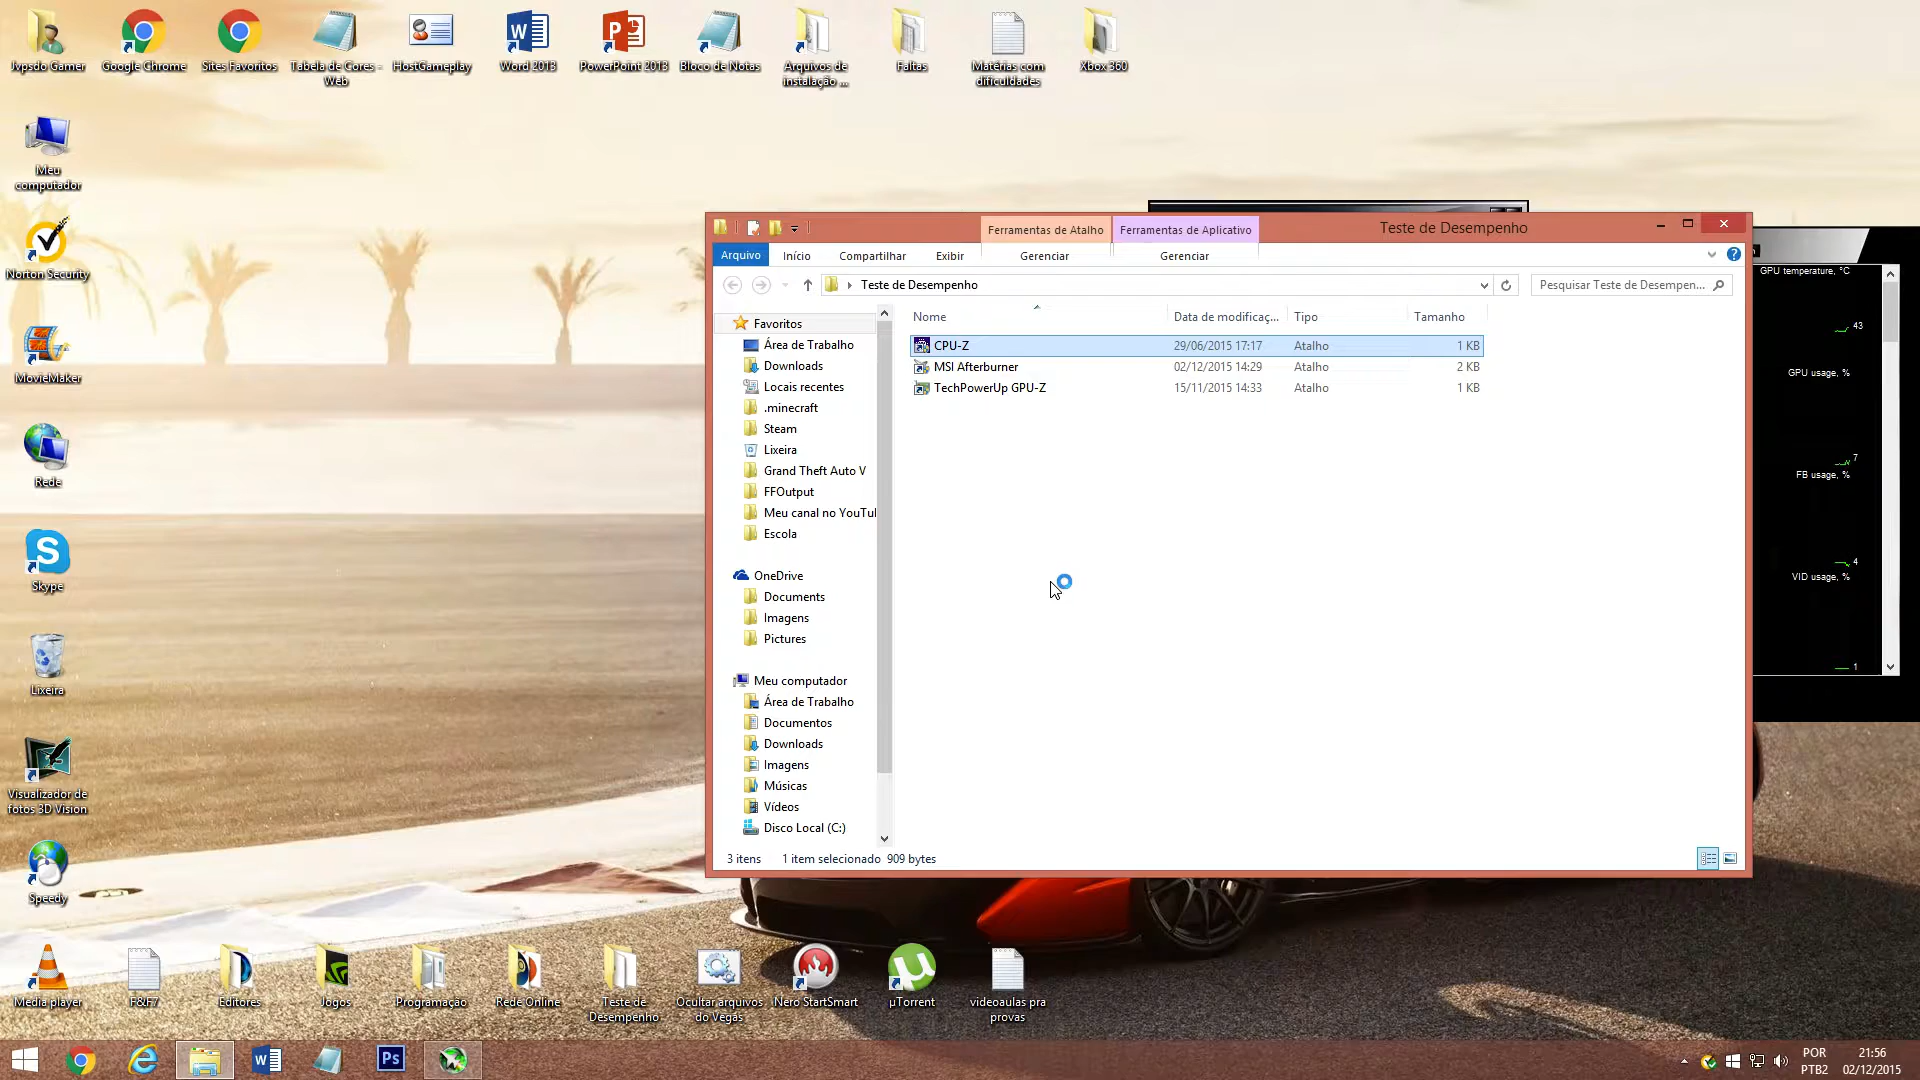 Jvpsdo Gamer
Google Chrome
Sites Favoritos
Tabela de Cores -
Web
HostGameplay
Word 2013
PowerPoint 2013
Bloco de Notas
Arquivos de
instalação ...
Faltas
Matérias com
dificuldades
Xbox 360
Meu
computador
Norton Security
MovieMaker
Rede
Skype
Lixeira
Visualizador de
fotos 3D Vision
Speedy
Ferramentas de Atalho
Ferramentas de Aplicativo
Teste de Desempenho
Arquivo
Início
Compartilhar
Exibir
Gerenciar
Gerenciar
Teste de Desempenho
Pesquisar Teste de Desempen...
Favoritos
Área de Trabalho
Downloads
Locais recentes
.minecraft
Steam
Lixeira
Grand Theft Auto V
FFOutput
Meu canal no YouTul
Escola
OneDrive
Documents
Imagens
Pictures
Meu computador
Área de Trabalho
Documentos
Downloads
Imagens
Músicas
Vídeos
Disco Local (C:)
Nome Data de modificaç... Tipo Tamanho
CPU-Z 29/06/2015 17:17 Atalho 1 KB
MSI Afterburner 02/12/2015 14:29 Atalho 2 KB
TechPowerUp GPU-Z 15/11/2015 14:33 Atalho 1 KB
3 itens 1 item selecionado 909 bytes
GPU temperature, °C
43
GPU usage, %
7
FB usage, %
4
VID usage, %
1
Media player
F&F7
Editores
Jogos
Programação
Rede Online
Teste de
Desempenho
Ocultar arquivos
do Vegas
Nero StartSmart
µTorrent
videoaulas pra
provas
Ps
POR
PTB2
21:56
02/12/2015